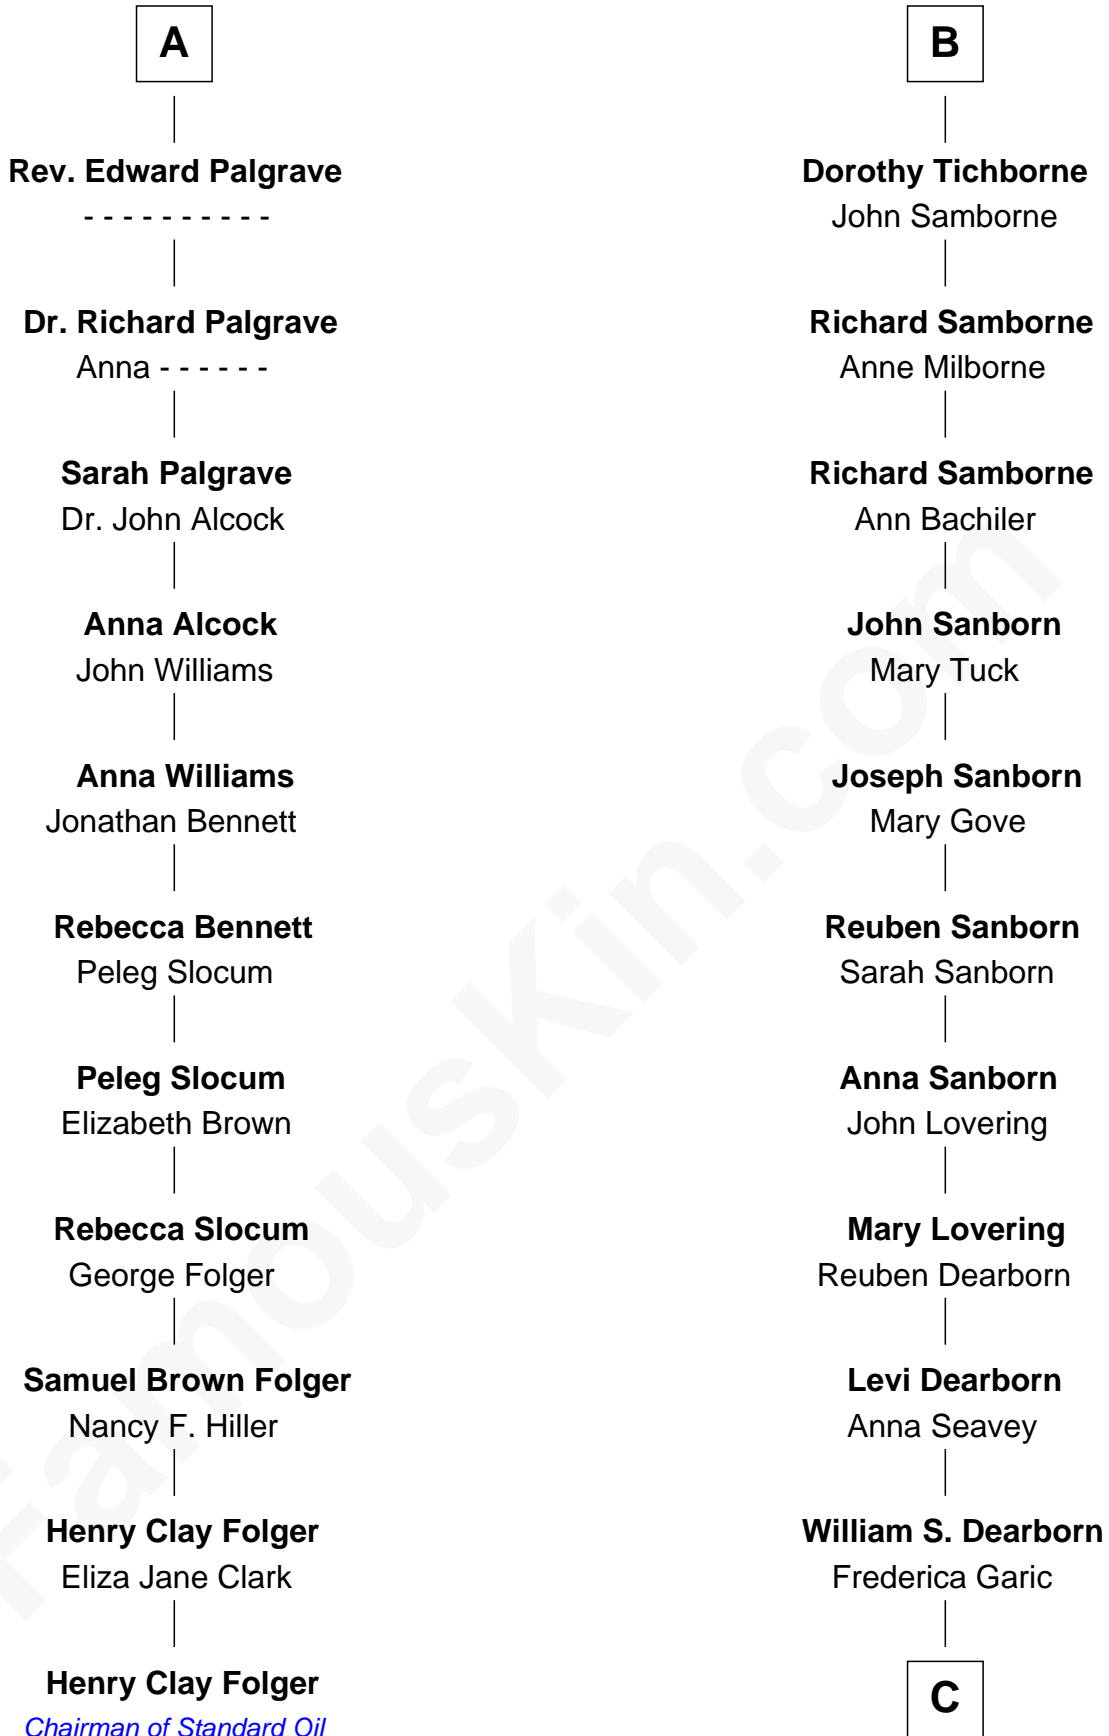 A
Rev. Edward Palgrave
- - - - - - - - - -
Dr. Richard Palgrave
Anna - - - - - -
Sarah Palgrave
Dr. John Alcock
Anna Alcock
John Williams
Anna Williams
Jonathan Bennett
Rebecca Bennett
Peleg Slocum
Peleg Slocum
Elizabeth Brown
Rebecca Slocum
George Folger
Samuel Brown Folger
Nancy F. Hiller
Henry Clay Folger
Eliza Jane Clark
Henry Clay Folger
Chairman of Standard Oil
B
Dorothy Tichborne
John Samborne
Richard Samborne
Anne Milborne
Richard Samborne
Ann Bachiler
John Sanborn
Mary Tuck
Joseph Sanborn
Mary Gove
Reuben Sanborn
Sarah Sanborn
Anna Sanborn
John Lovering
Mary Lovering
Reuben Dearborn
Levi Dearborn
Anna Seavey
William S. Dearborn
Frederica Garic
C
FamousKin.com